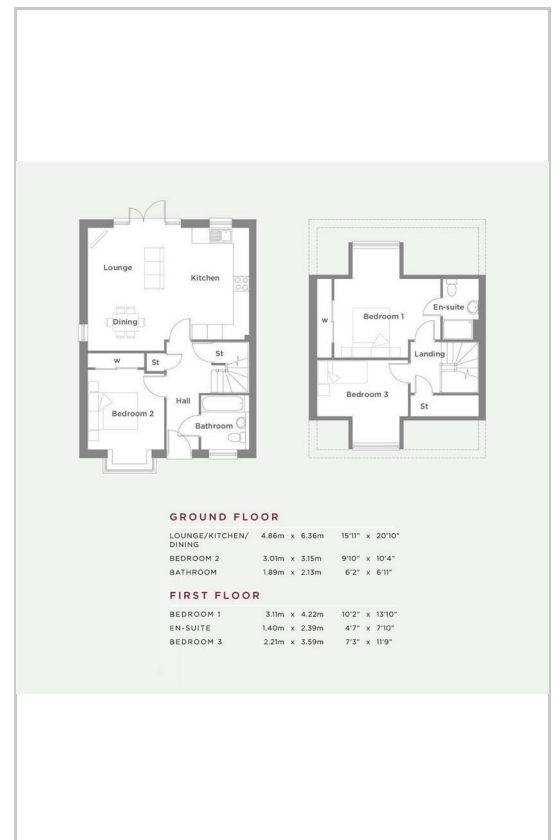 Lounge
Kitchen
Dining
W
St
St
Bedroom 2
Hall
Bathroom
W
Bedroom 1
En-suite
Landing
Bedroom 3
St
GROUND FLOOR
LOUNGE/KITCHEN/ 4.86m x 6.36m 15'11" x 20'10"
DINING
BEDROOM 2 3.01m x 3.15m 9'10" x 10'4"
BATHROOM 1.89m x 2.13m 6'2" x 6'11"
FIRST FLOOR
BEDROOM 1 3.11m x 4.22m 10'2" x 13'10"
EN-SUITE 1.40m x 2.39m 4'7" x 7'10"
BEDROOM 3 2.21m x 3.59m 7'3" x 11'9"